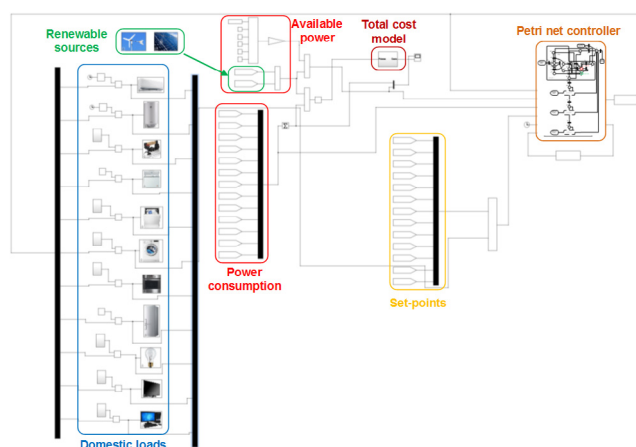 Renewable
sources
Available
power
Total cost
model
Petri net controller
Power
consumption
Set-points
Domestic loads